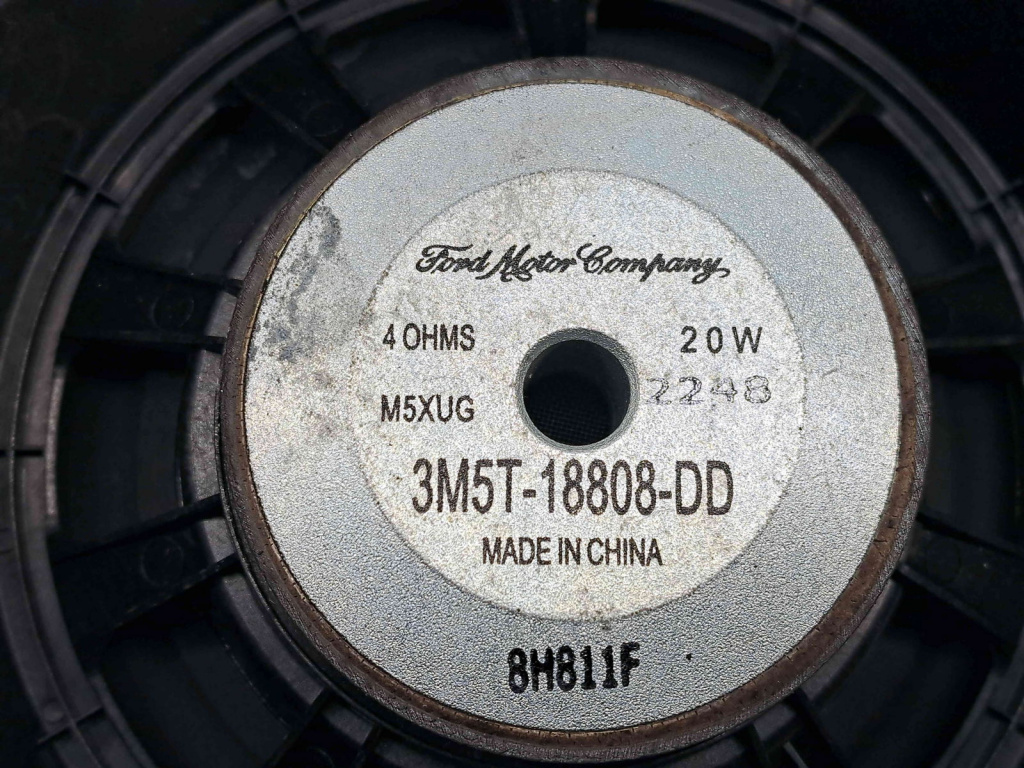 Ford Motor Company
4 OHMS 20W
2248
M5XUG
3M5T-18808-DD
MADE IN CHINA
8H811F